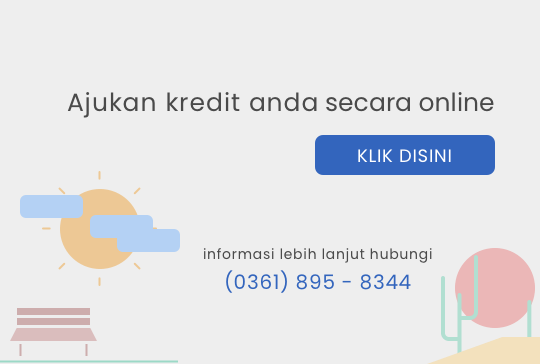 Ajukan kredit anda secara online
KLIK DISINI
informasi lebih lanjut hubungi
(0361) 895 - 8344